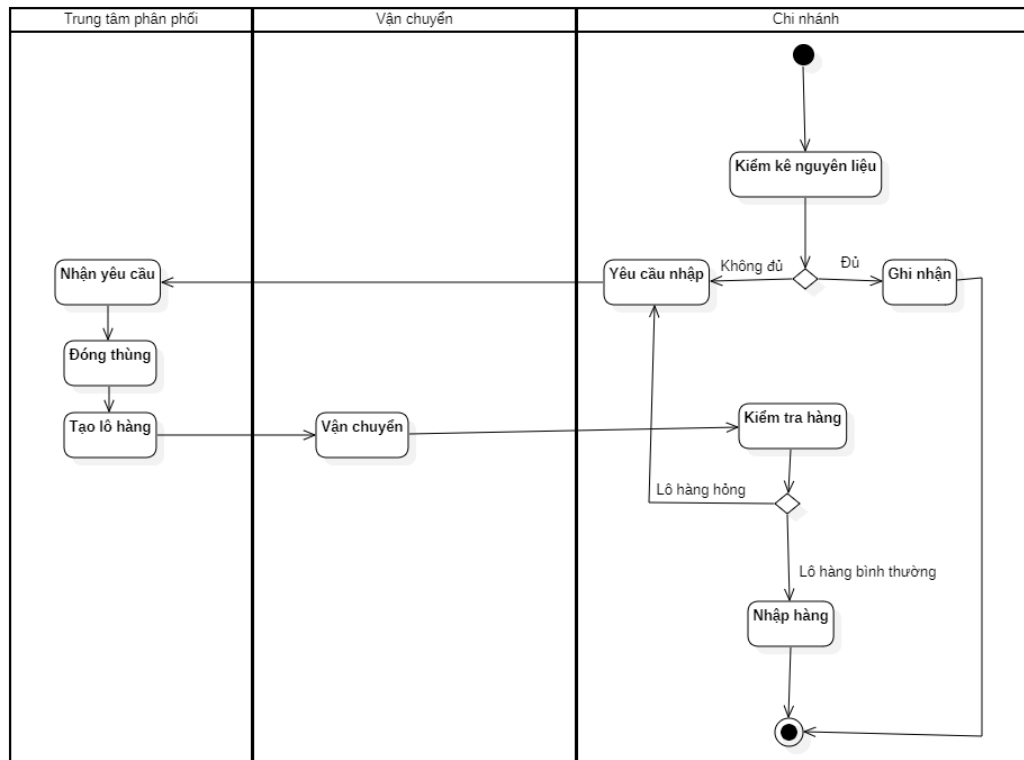 Trung tâm phân phối
Vận chuyển
Chi nhánh
Kiểm kê nguyên liệu
Không đủ
Đủ
Nhận yêu cầu
Yêu cầu nhập
Ghi nhận
Đóng thùng
Tạo lô hàng
Vận chuyển
Kiểm tra hàng
Lô hàng hỏng
Lô hàng bình thường
Nhập hàng